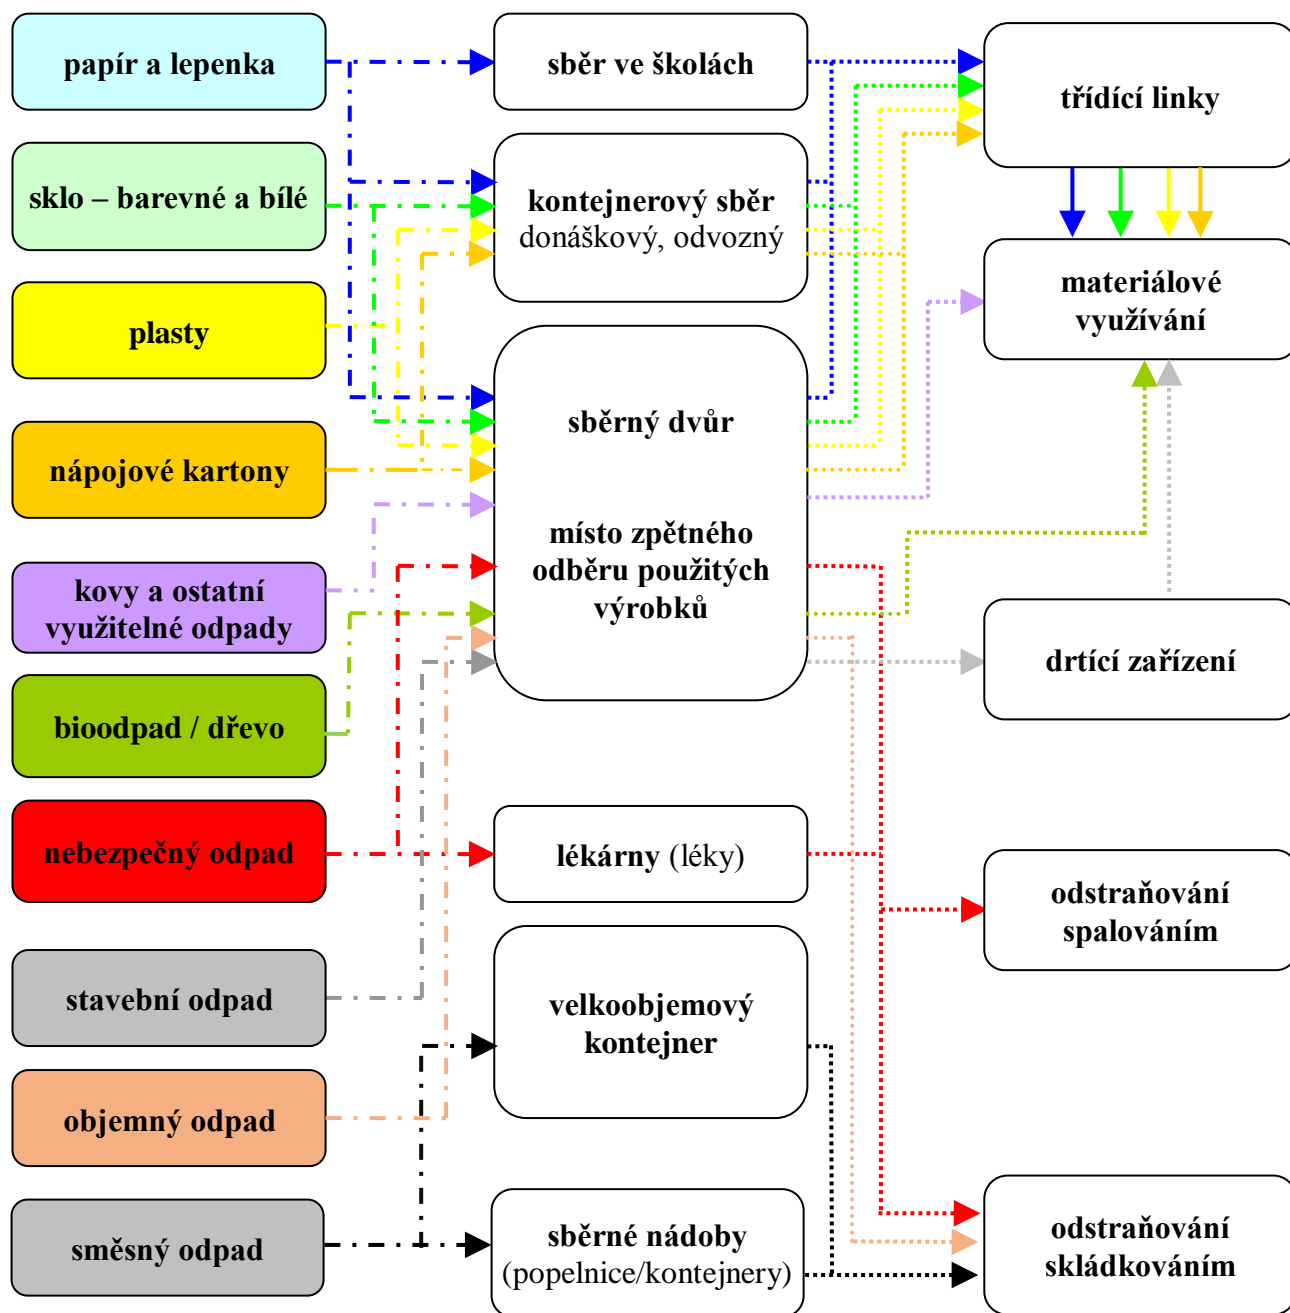 papír a lepenka
sklo – barevné a bílé
plasty
nápojové kartony
kovy a ostatní
využitelné odpady
bioodpad / dřevo
nebezpečný odpad
stavební odpad
objemný odpad
směsný odpad
sběr ve školách
kontejnerový sběr
donáškový, odvozný
sběrný dvůr
místo zpětného
odběru použitých
výrobků
lékárny (léky)
velkoobjemový
kontejner
sběrné nádoby
(popelnice/kontejnery)
třídící linky
materiálové
využívání
drtící zařízení
odstraňování
spalováním
odstraňování
skládkováním